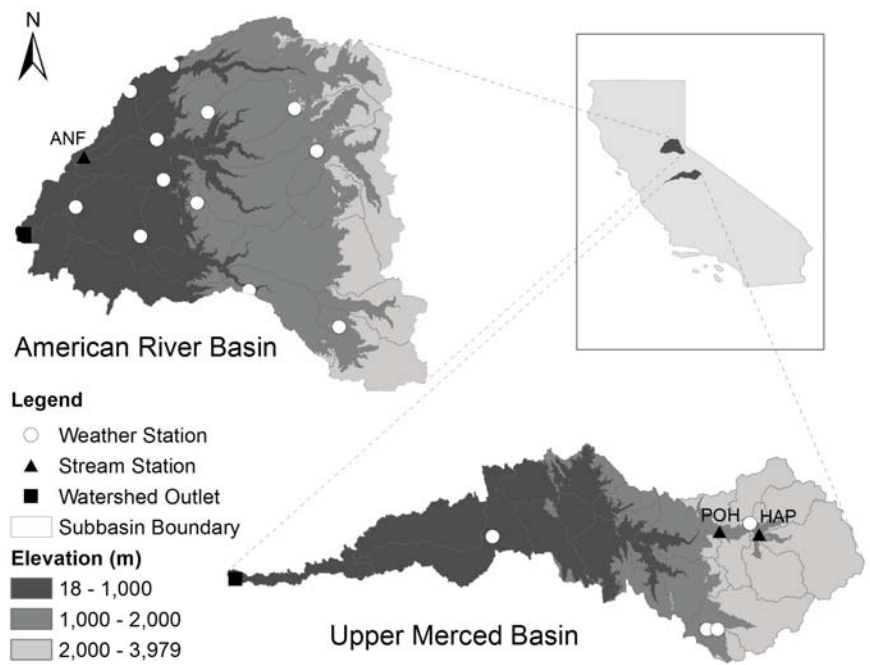 N
ANF
American River Basin
Legend
Weather Station
Stream Station
Watershed Outlet
Subbasin Boundary
Elevation (m)
18 - 1,000
1,000 - 2,000
2,000 - 3,979
POH
HAP
Upper Merced Basin